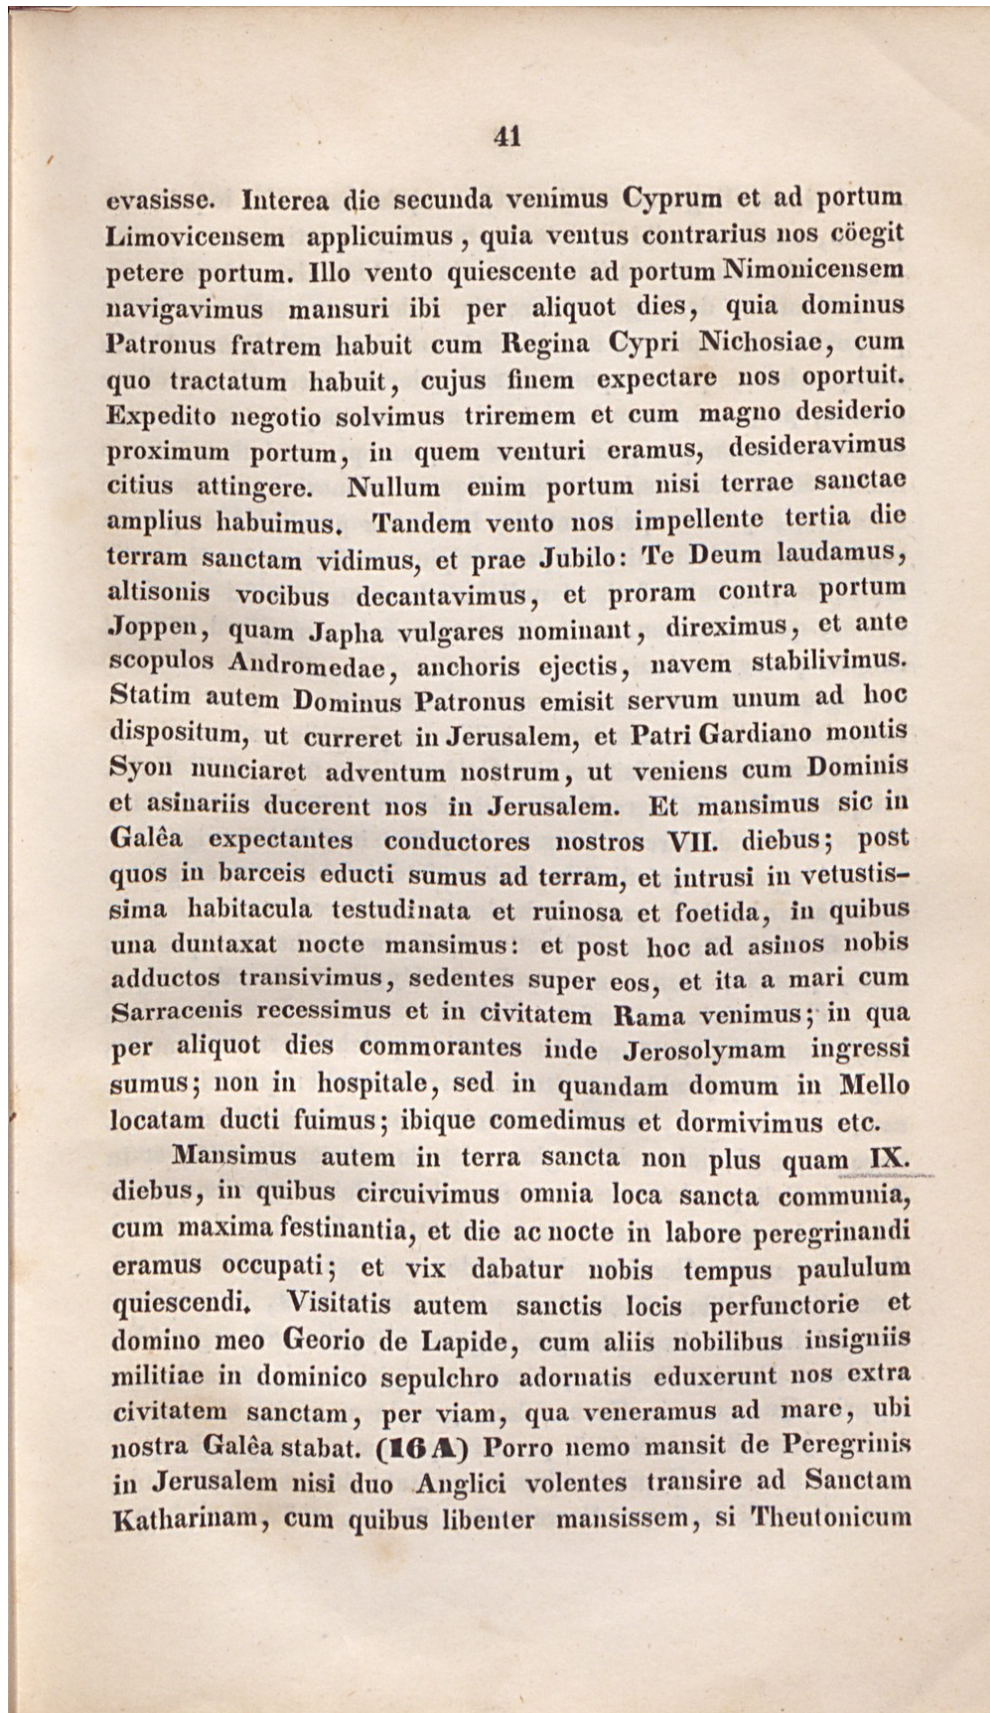 41
evasisse. Interea die secunda venimus Cyprum et ad portum
Limovicensem applicuimus, quia ventus contrarius nos cöegit
petere portum. Illo vento quiescente ad portum Nimonicensem
navigavimus mansuri ibi per aliquot dies, quia dominus
Patronus fratrem habuit cum Regina Cypri Nichosiae, cum
quo tractatum habuit, cujus finem expectare nos oportuit.
Expedito negotio solvimus triremem et cum magno desiderio
proximum portum, in quem venturi eramus, desideravimus
citius attingere. Nullum enim portum nisi terrae sanctae
amplius habuimus. Tandem vento nos impellente tertia die
terram sanctam vidimus, et prae Jubilo: Te Deum laudamus,
altisonis vocibus decantavimus, et proram contra portum
Joppen, quam Japha vulgares nominant, direximus, et ante
scopulos Andromedae, anchoris ejectis, navem stabilivimus.
Statim autem Dominus Patronus emisit servum unum ad hoc
dispositum, ut curreret in Jerusalem, et Patri Gardiano montis
Syon nunciaret adventum nostrum, ut veniens cum Dominis
et asinariis ducerent nos in Jerusalem. Et mansimus sic in
Galêa expectantes conductores nostros VII. diebus; post
quos in barceis educti sumus ad terram, et intrusi in vetustis-
sima habitacula testudinata et ruinosa et foetida, in quibus
una duntaxat nocte mansimus: et post hoc ad asinos nobis
adductos transivimus, sedentes super eos, et ita a mari cum
Sarracenis recessimus et in civitatem Rama venimus; in qua
per aliquot dies commorantes inde Jerosolymam ingressi
sumus; non in hospitale, sed in quandam domum in Mello
locatam ducti fuimus; ibique comedimus et dormivimus etc.
Mansimus autem in terra sancta non plus quam IX.
diebus, in quibus circuivimus omnia loca sancta communia,
cum maxima festinantia, et die ac nocte in labore peregrinandi
eramus occupati; et vix dabatur nobis tempus paululum
quiescendi. Visitatis autem sanctis locis perfunctorie et
domino meo Georio de Lapide, cum aliis nobilibus insigniis
militiae in dominico sepulchro adornatis eduxerunt nos extra
civitatem sanctam, per viam, qua veneramus ad mare, ubi
nostra Galêa stabat. (16 A) Porro nemo mansit de Peregrinis
in Jerusalem nisi duo Anglici volentes transire ad Sanctam
Katharinam, cum quibus libenter mansissem, si Theutonicum